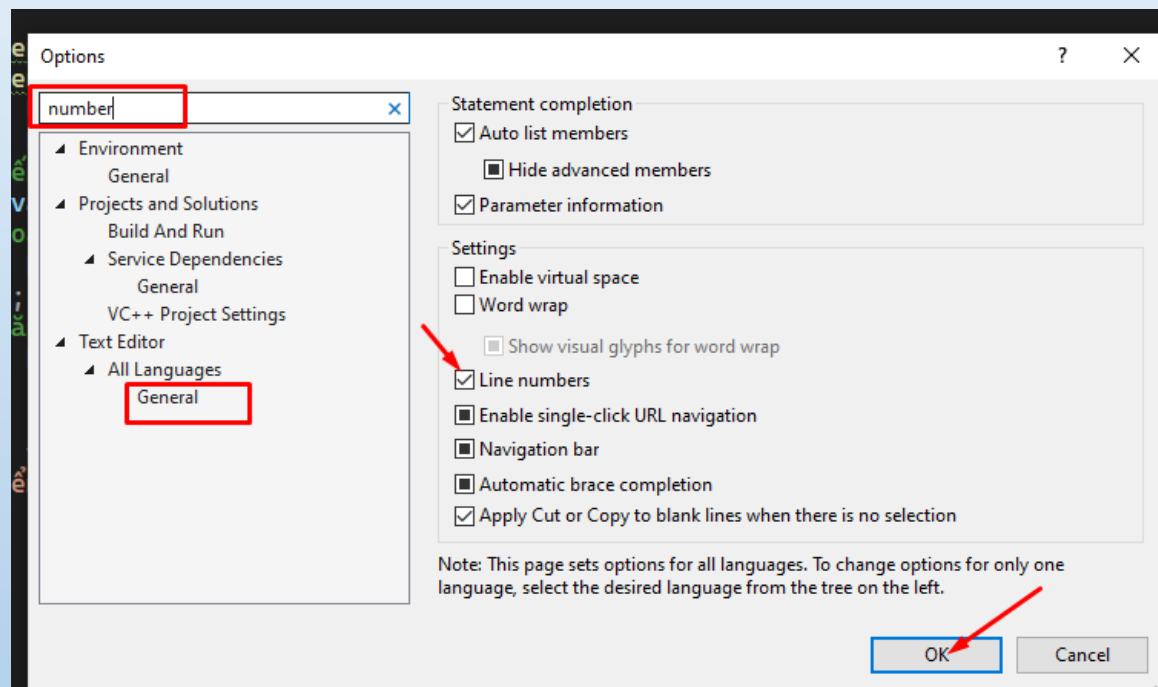 Options
?
number
Environment
General
Projects and Solutions
Build And Run
Service Dependencies
General
VC++ Project Settings
Text Editor
All Languages
General
Statement completion
Auto list members
Hide advanced members
Parameter information
Settings
Enable virtual space
Word wrap
Show visual glyphs for word wrap
Line numbers
Enable single-click URL navigation
Navigation bar
Automatic brace completion
Apply Cut or Copy to blank lines when there is no selection
Note: This page sets options for all languages. To change options for only one
language, select the desired language from the tree on the left.
OK
Cancel